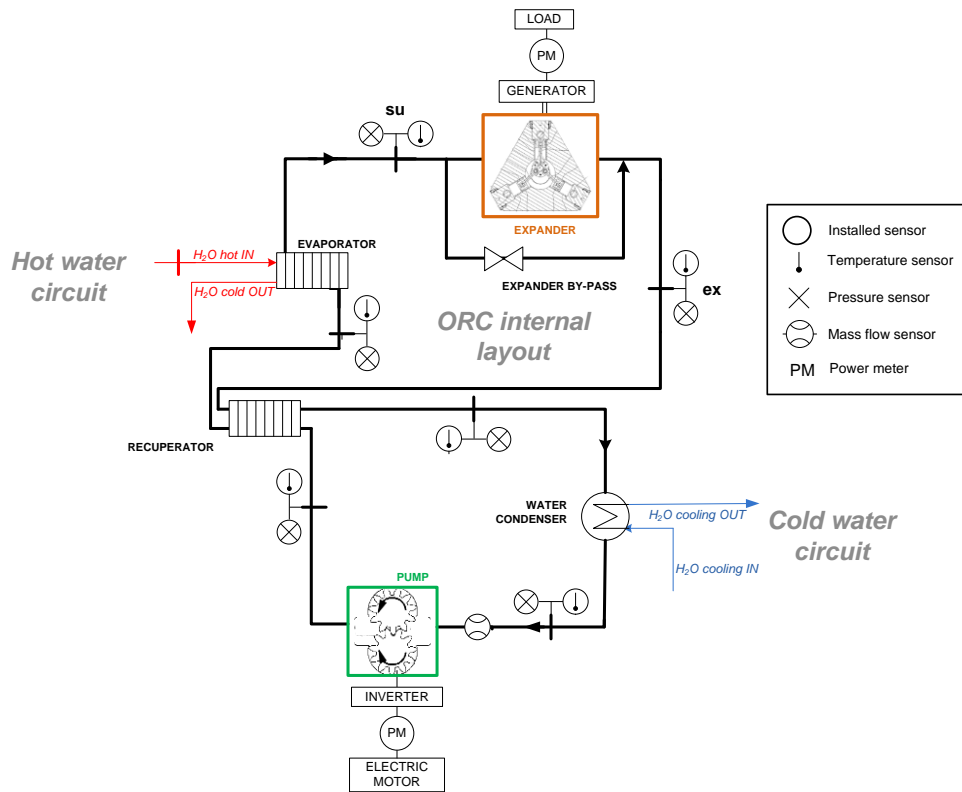 LOAD
PM
GENERATOR
su
EXPANDER
EVAPORATOR
Hot water
circuit
H₂O hot IN
H₂O cold OUT
EXPANDER BY-PASS
ex
ORC internal
layout
Installed sensor
Temperature sensor
Pressure sensor
Mass flow sensor
PM Power meter
RECUPERATOR
WATER
CONDENSER
H₂O cooling OUT
H₂O cooling IN
Cold water
circuit
PUMP
INVERTER
PM
ELECTRIC
MOTOR